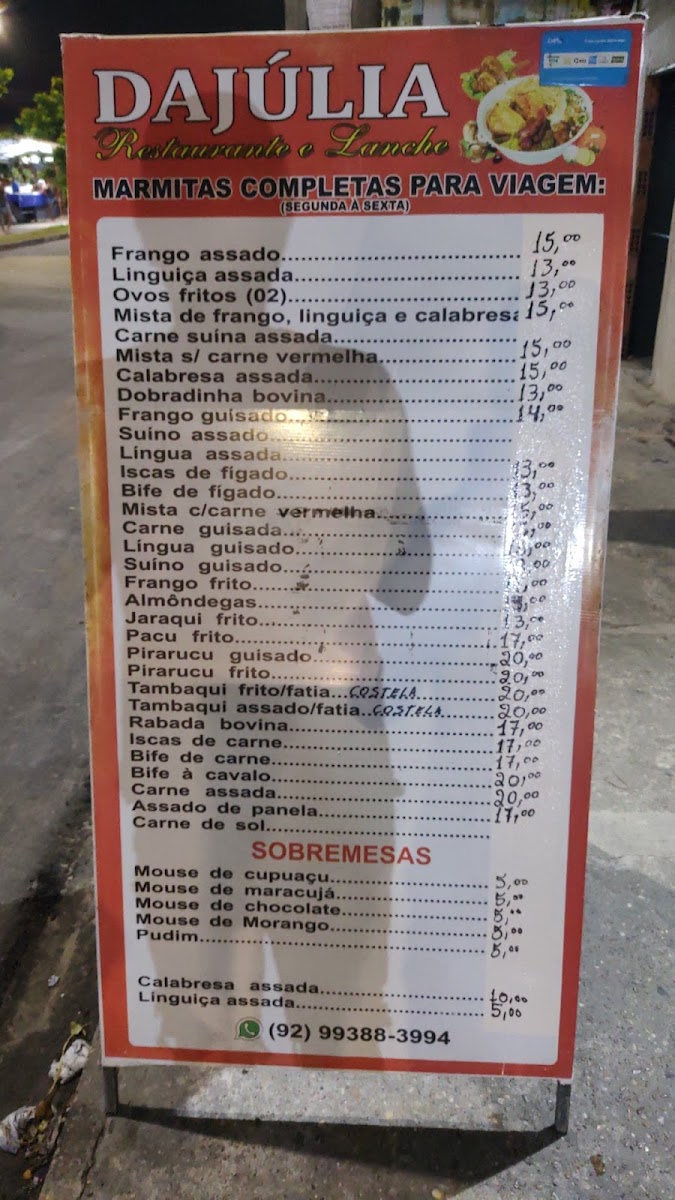 DAJÚLIA
Restaurante e Lanche
MARMITAS COMPLETAS PARA VIAGEM:
(SEGUNDA À SEXTA)
Frango assado.......... 15,00
Linguiça assada.......... 13,00
Ovos fritos (02).......... 13,00
Mista de frango, linguiça e calabresa 15,00
Carne suína assada..........
Mista s/ carne vermelha.......... 15,00
Calabresa assada.......... 15,00
Dobradinha bovina.......... 13,00
Frango guisado.......... 14,00
Suíno assado..........
Língua assada..........
Iscas de fígado.......... 13,00
Bife de fígado.......... 13,00
Mista c/carne vermelha..........
Carne guisada..........
Língua guisado..........
Suíno guisado..........
Frango frito..........
Almôndegas..........
Jaraqui frito.......... 13,00
Pacu frito.......... 17,00
Pirarucu guisado.......... 20,00
Pirarucu frito.......... 20,00
Tambaqui frito/fatia...COSTELA.......... 20,00
Tambaqui assado/fatia..COSTELA.......... 20,00
Rabada bovina.......... 17,00
Iscas de carne.......... 17,00
Bife de carne.......... 17,00
Bife à cavalo.......... 20,00
Carne assada.......... 20,00
Assado de panela.......... 17,00
Carne de sol..........
SOBREMESAS
Mouse de cupuaçu.......... 5,00
Mouse de maracujá.......... 5,00
Mouse de chocolate.......... 5,00
Mouse de Morango.......... 5,00
Pudim.......... 5,00
Calabresa assada.......... 10,00
Linguiça assada.......... 5,00
(92) 99388-3994